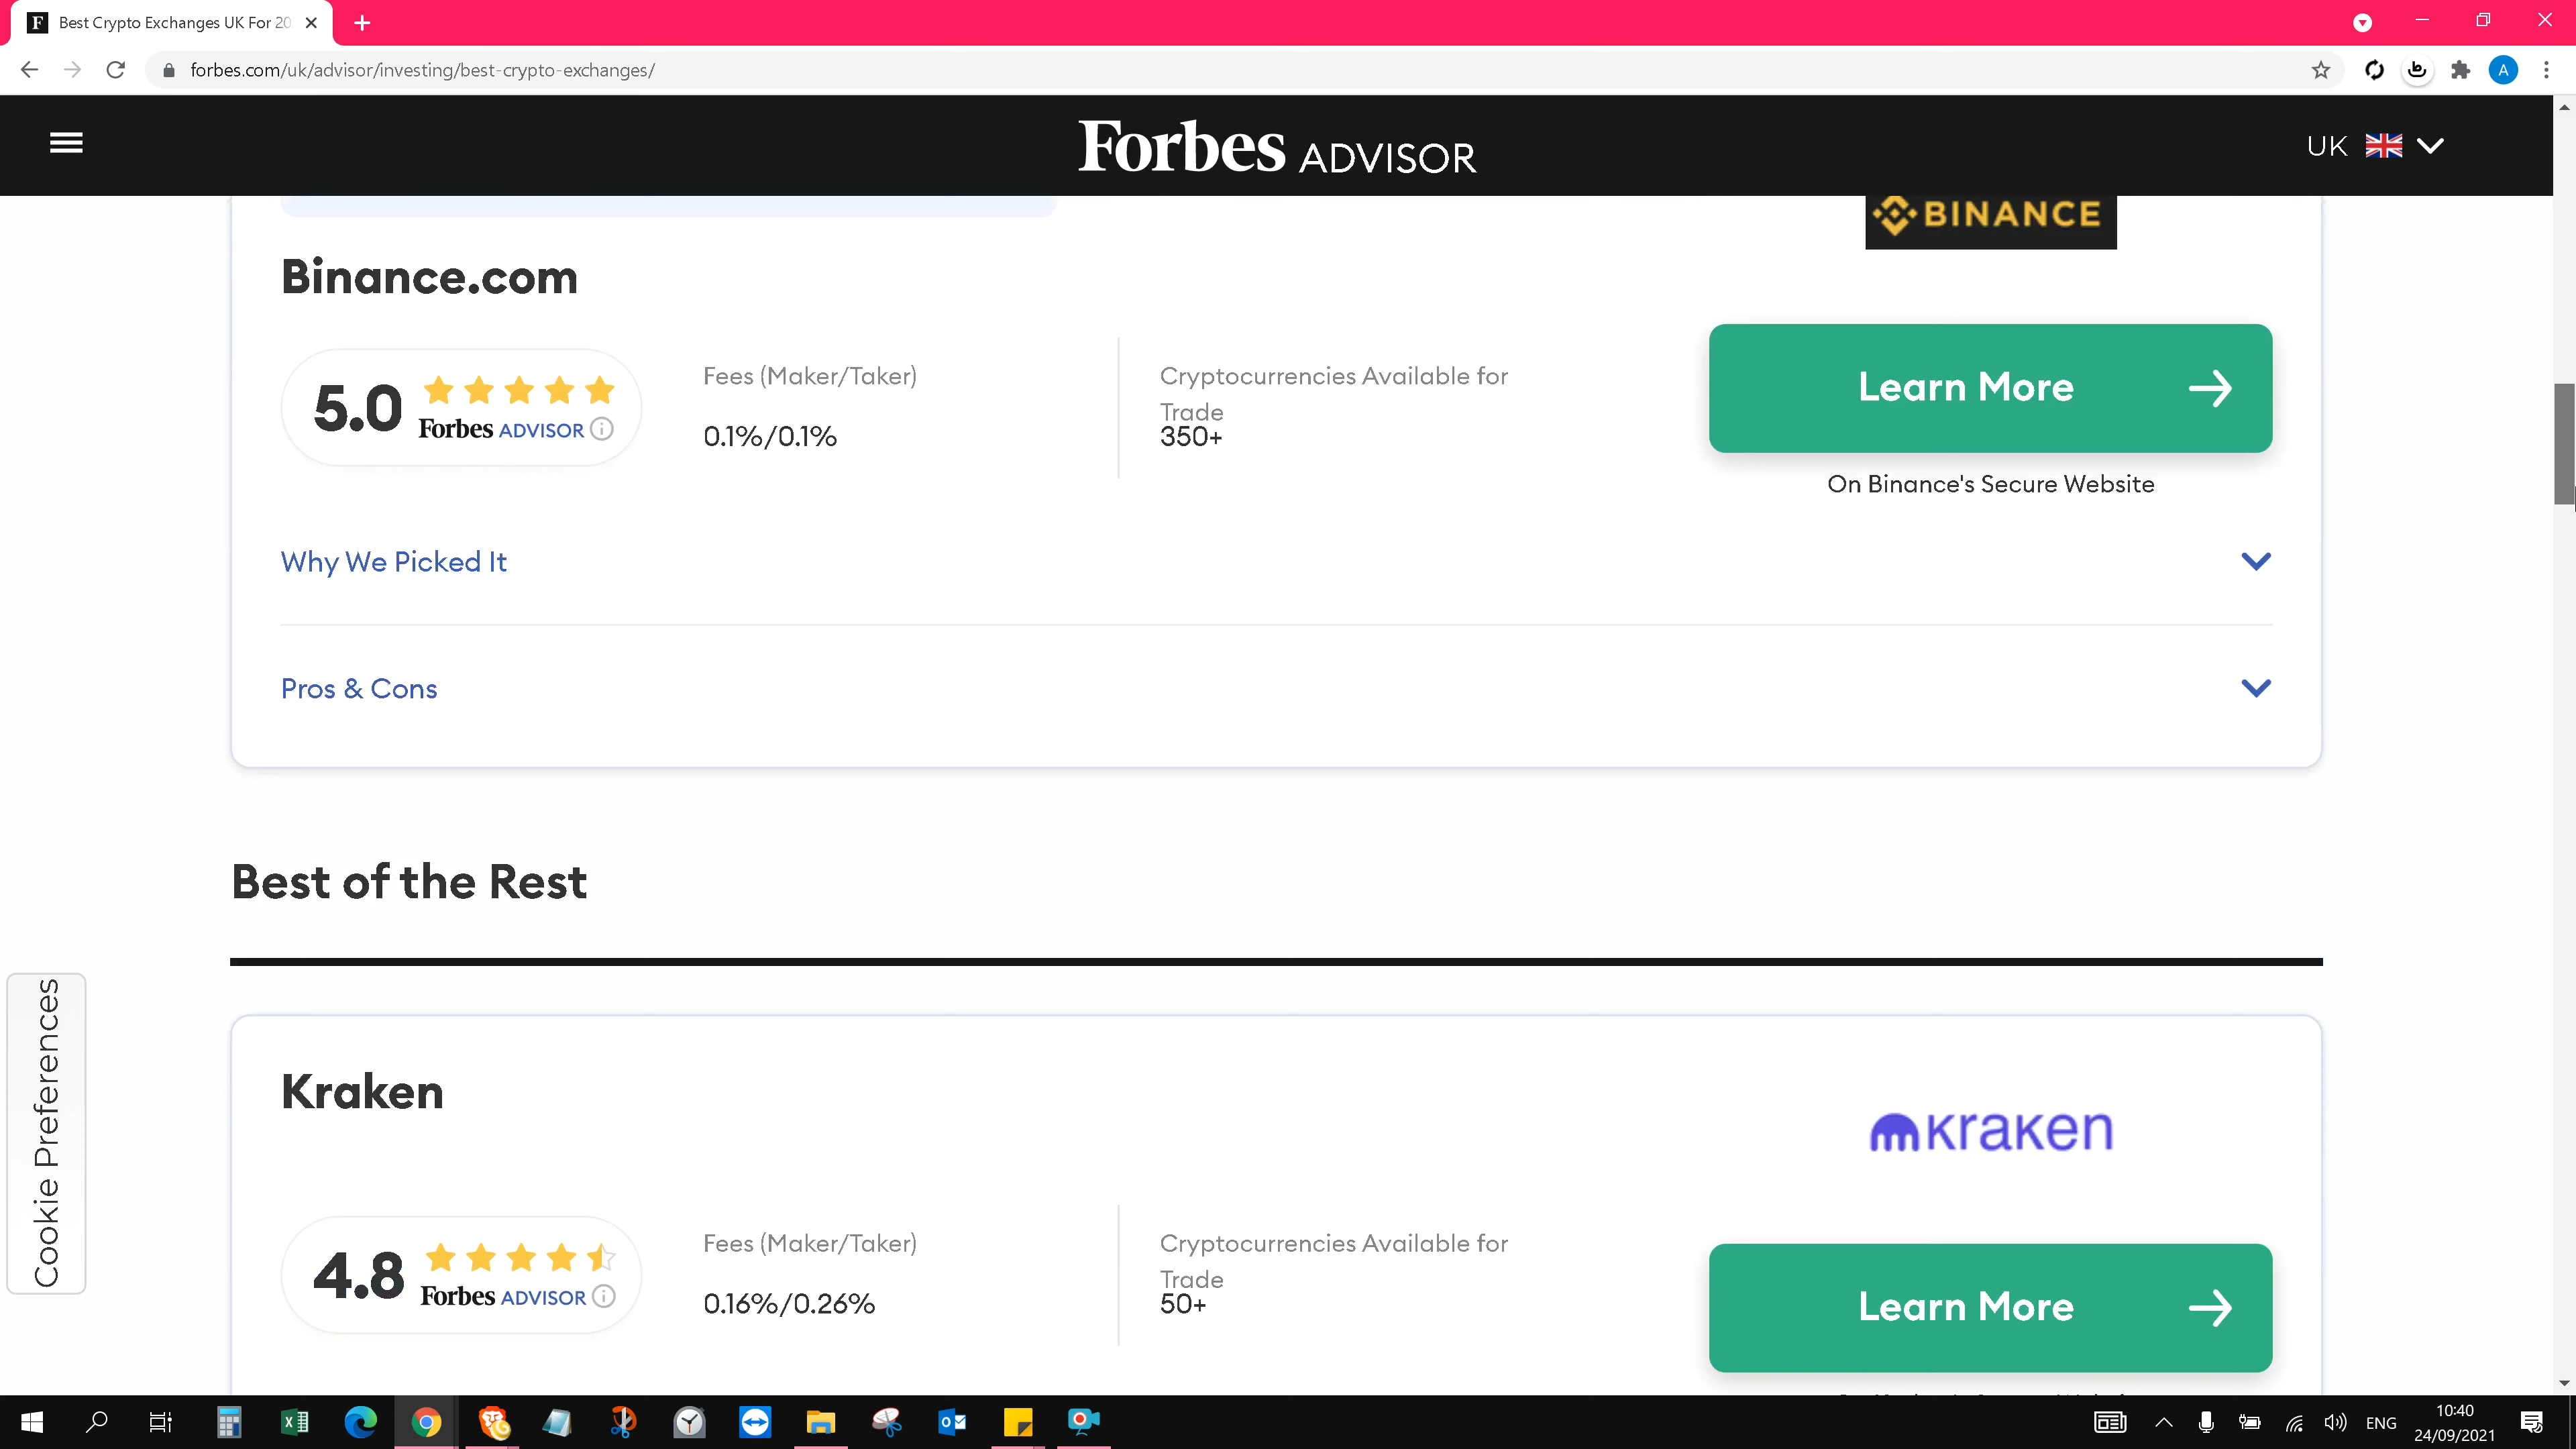 Best Crypto Exchanges UK For 20
forbes.com/uk/advisor/investing/best-crypto-exchanges/
A
Forbes ADVISOR
UK
BINANCE
Binance.com
5.0
Forbes ADVISOR
Fees (Maker/Taker)
0.1%/0.1%
Cryptocurrencies Available for
Trade
350+
Learn More
On Binance's Secure Website
Why We Picked It
Pros & Cons
Best of the Rest
Cookie Preferences
Kraken
kraken
4.8
Forbes ADVISOR
Fees (Maker/Taker)
0.16%/0.26%
Cryptocurrencies Available for
Trade
50+
Learn More
ENG
10:40
24/09/2021